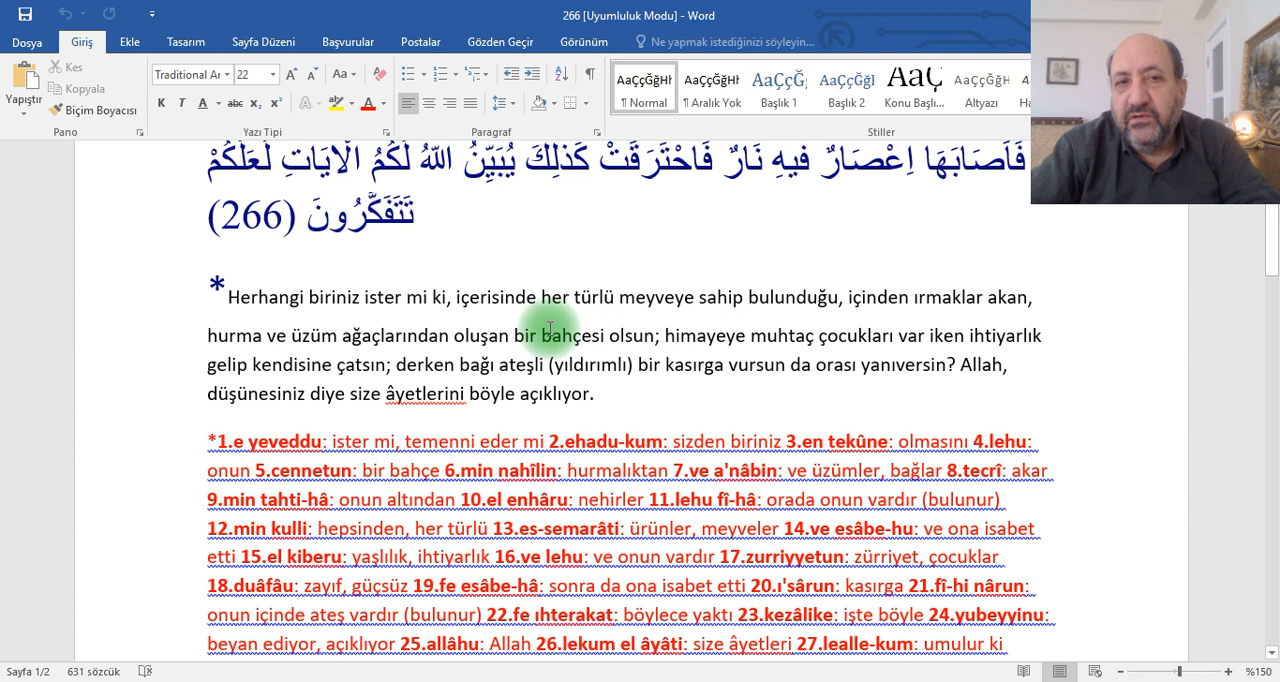 266 [Uyumluluk Modu] - Word
Dosya Giriş Ekle Tasarım Sayfa Düzeni Başvurular Postalar Gözden Geçir Görünüm Ne yapmak istediğinizi söyleyin...
Yapıştır
Kes
Kopyala
Biçim Boyacısı
Pano
Traditional Ar 22
Yazı Tipi
Paragraf
AaÇçĞğHł AaÇçĞğHł AaÇçĞğ AaÇçĞğl AaÇ AaÇçĞğHl
¶ Normal ¶ Aralık Yok Başlık 1 Başlık 2 Konu Başlı... Altyazı
Stiller
فَاَصَابَهَا اِعْصَارٌ فيهِ نَارٌ فَاحْتَرَقَتْ كَذلِكَ يُبَيِّنُ اللّٰهُ لَكُمُ الْايَاتِ لَعَلَّكُمْ
تَتَفَكَّرُونَ (266)
*Herhangi biriniz ister mi ki, içerisinde her türlü meyveye sahip bulunduğu, içinden ırmaklar akan,
hurma ve üzüm ağaçlarından oluşan bir bahçesi olsun; himayeye muhtaç çocukları var iken ihtiyarlık
gelip kendisine çatsın; derken bağı ateşli (yıldırımlı) bir kasırga vursun da orası yanıversin? Allah,
düşünesiniz diye size âyetlerini böyle açıklıyor.
*1.e yeveddu: ister mi, temenni eder mi 2.ehadu-kum: sizden biriniz 3.en tekûne: olmasını 4.lehu:
onun 5.cennetun: bir bahçe 6.min nahîlin: hurmalıktan 7.ve a'nâbin: ve üzümler, bağlar 8.tecrî: akar
9.min tahti-hâ: onun altından 10.el enhâru: nehirler 11.lehu fî-hâ: orada onun vardır (bulunur)
12.min kulli: hepsinden, her türlü 13.es-semarâti: ürünler, meyveler 14.ve esâbe-hu: ve ona isabet
etti 15.el kiberu: yaşlılık, ihtiyarlık 16.ve lehu: ve onun vardır 17.zurriyyetun: zürriyet, çocuklar
18.duâfâu: zayıf, güçsüz 19.fe esâbe-hâ: sonra da ona isabet etti 20.ı'sârun: kasırga 21.fî-hi nârun:
onun içinde ateş vardır (bulunur) 22.fe ıhterakat: böylece yaktı 23.kezâlike: işte böyle 24.yubeyyinu:
beyan ediyor, açıklıyor 25.allâhu: Allah 26.lekum el âyâti: size âyetleri 27.lealle-kum: umulur ki
Sayfa 1/2 631 sözcük %150